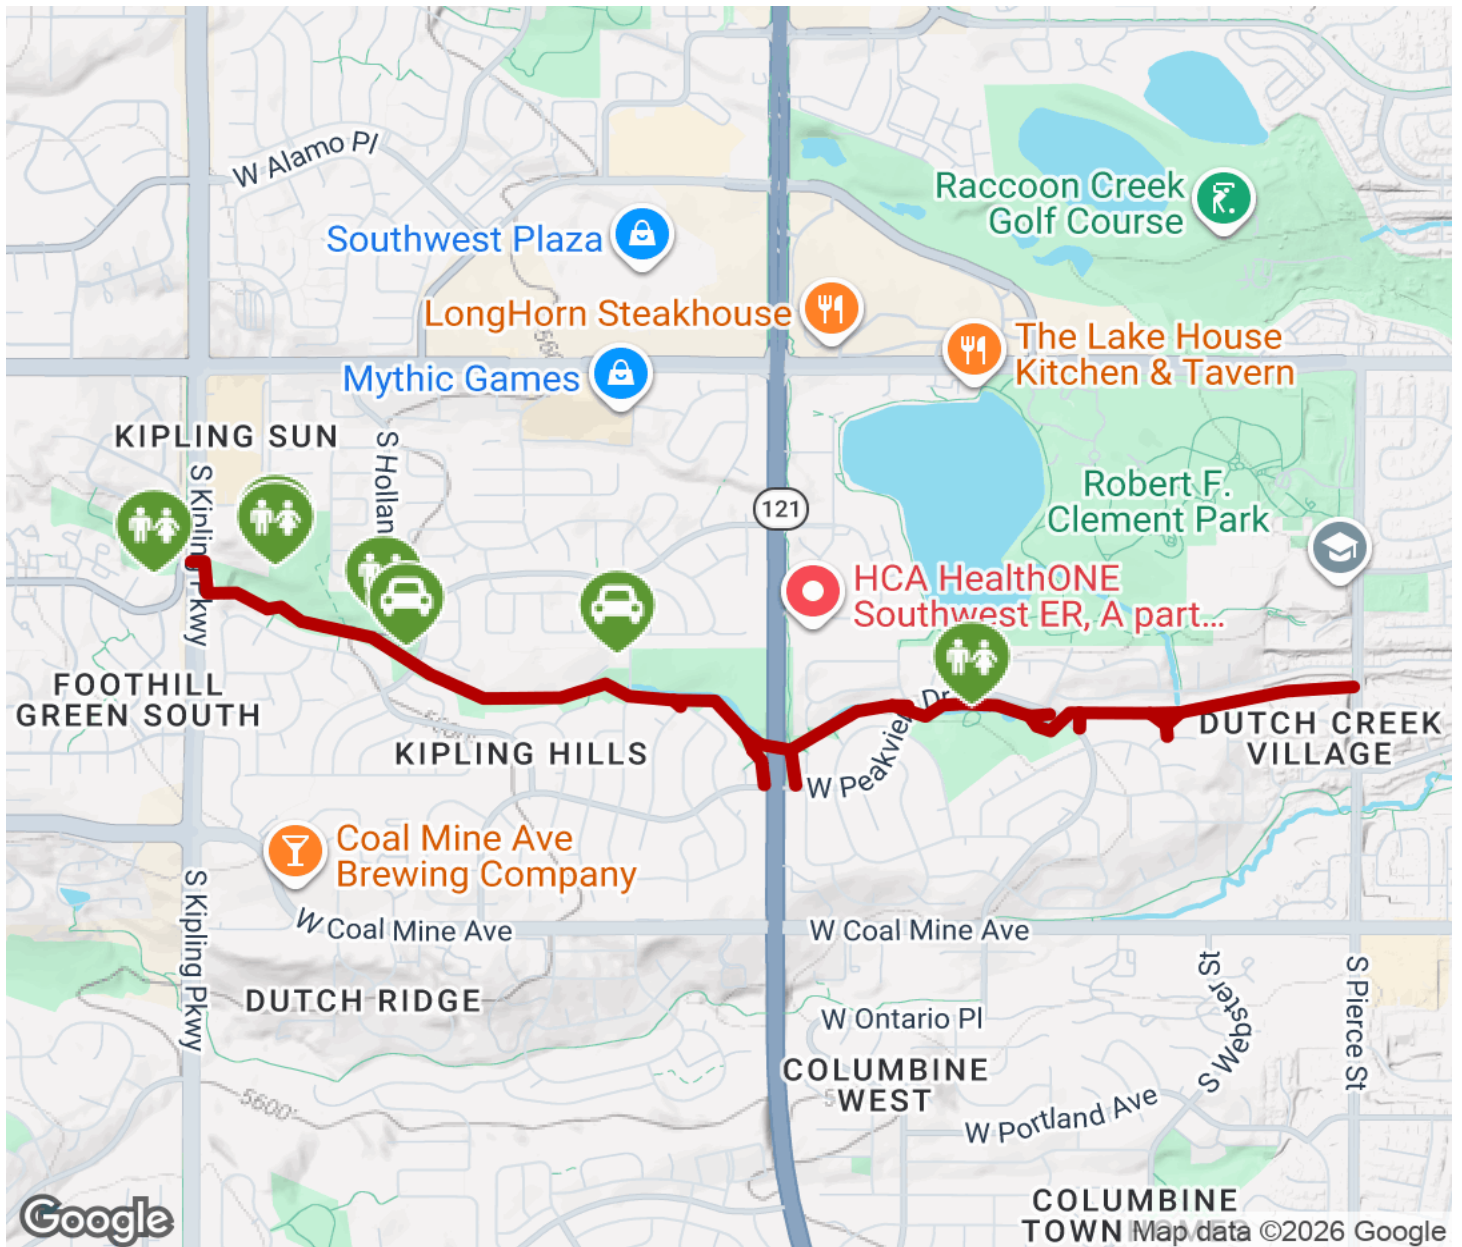 W Alamo Pl
Raccoon Creek
Golf Course
Southwest Plaza
LongHorn Steakhouse
The Lake House
Kitchen & Tavern
Mythic Games
KIPLING SUN
S Hollan
S Kipling Pkwy
121
Robert F.
Clement Park
HCA HealthONE
Southwest ER, A part...
FOOTHILL
GREEN SOUTH
KIPLING HILLS
W Peakview Dr
DUTCH CREEK
VILLAGE
Coal Mine Ave
Brewing Company
S Kipling Pkwy
W Coal Mine Ave
W Coal Mine Ave
DUTCH RIDGE
W Ontario Pl
S Webster St
S Pierce St
COLUMBINE
WEST
5600'
W Portland Ave
COLUMBINE
TOWN HOMES
Google
Map data ©2026 Google